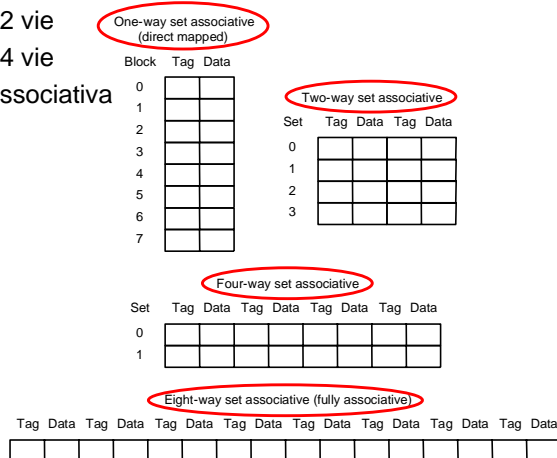 2 vie
4 vie
ssociativa
One-way set associative
(direct mapped)
Block Tag Data
0
1
2
3
4
5
6
7
Two-way set associative
Set Tag Data Tag Data
0
1
2
3
Four-way set associative
Set Tag Data Tag Data Tag Data Tag Data
0
1
Eight-way set associative (fully associative)
Tag Data Tag Data Tag Data Tag Data Tag Data Tag Data Tag Data Tag Data